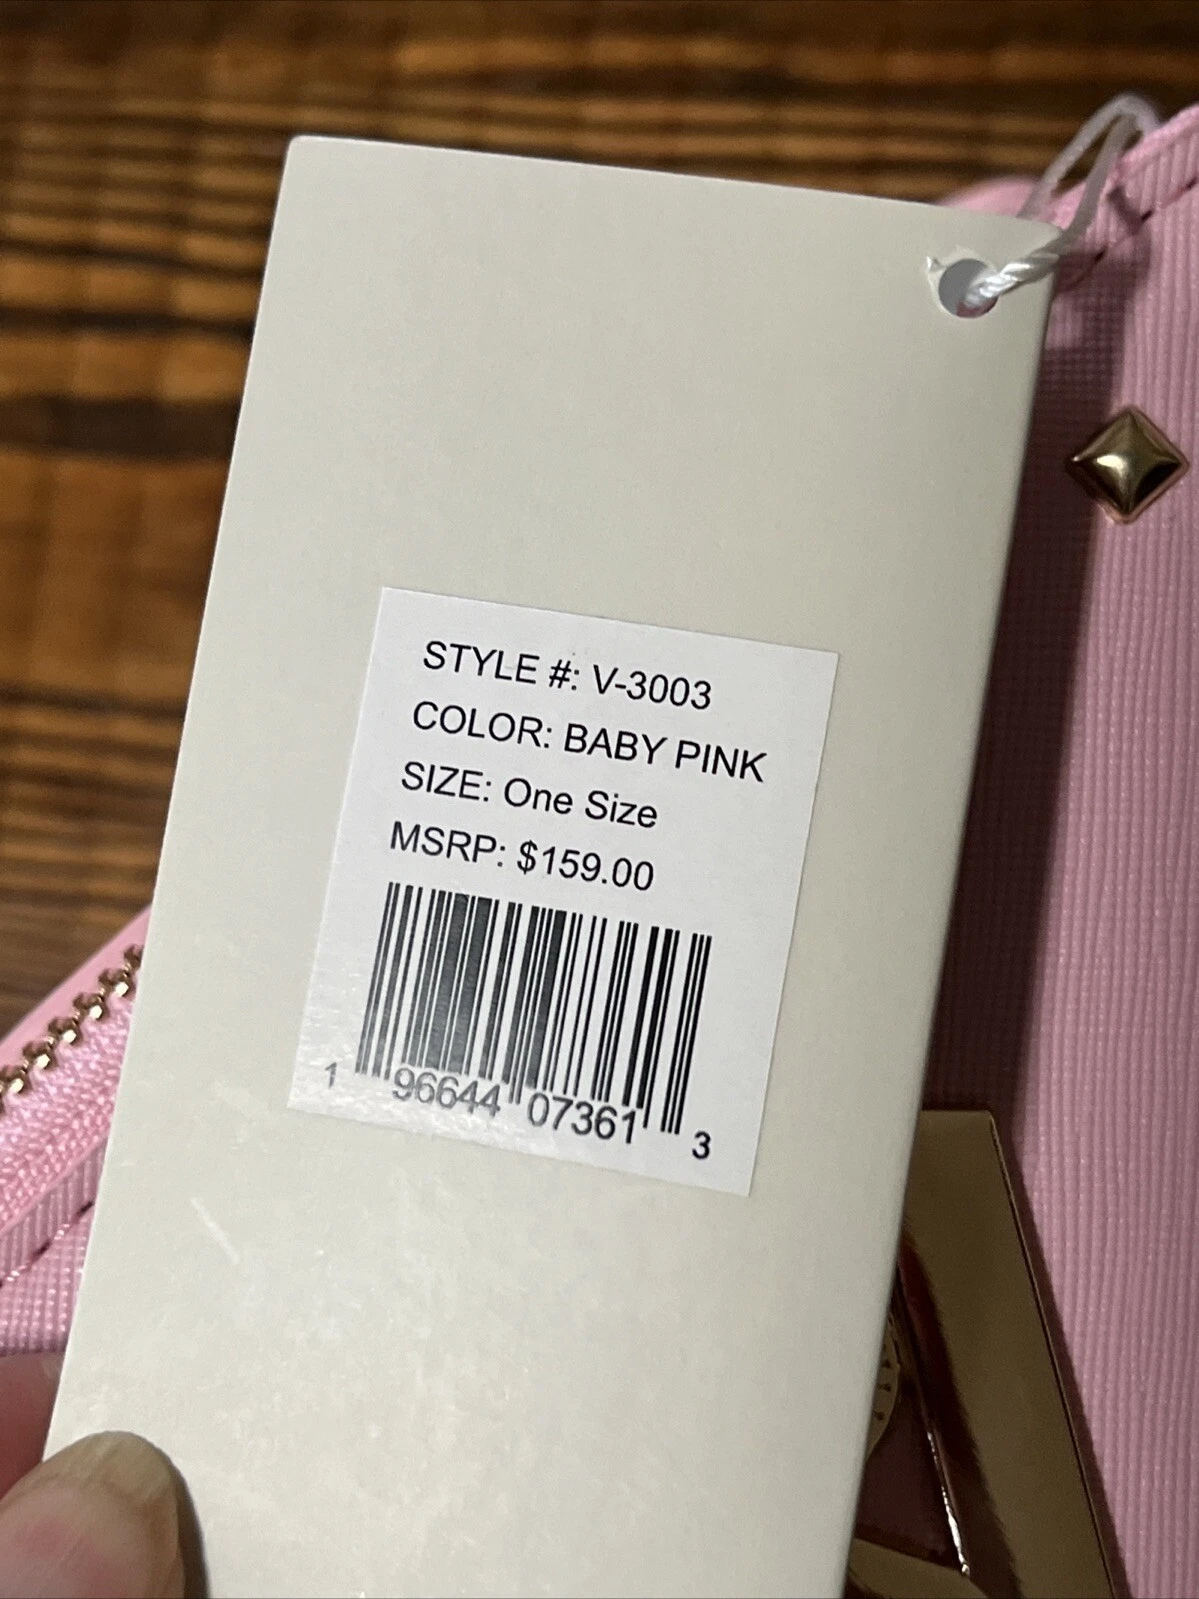 STYLE #: V-3003
COLOR: BABY PINK
SIZE: One Size
MSRP: $159.00
1 96644 07361 3